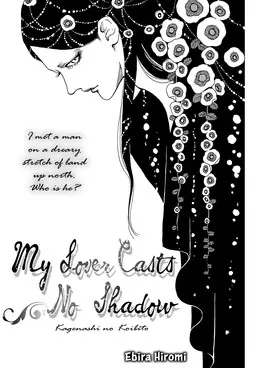 I met a man
on a dreary
stretch of land
up north.
Who is he?
My Lover Casts
No Shadow
Kagenashi no Koibito
Ebira Hiromi